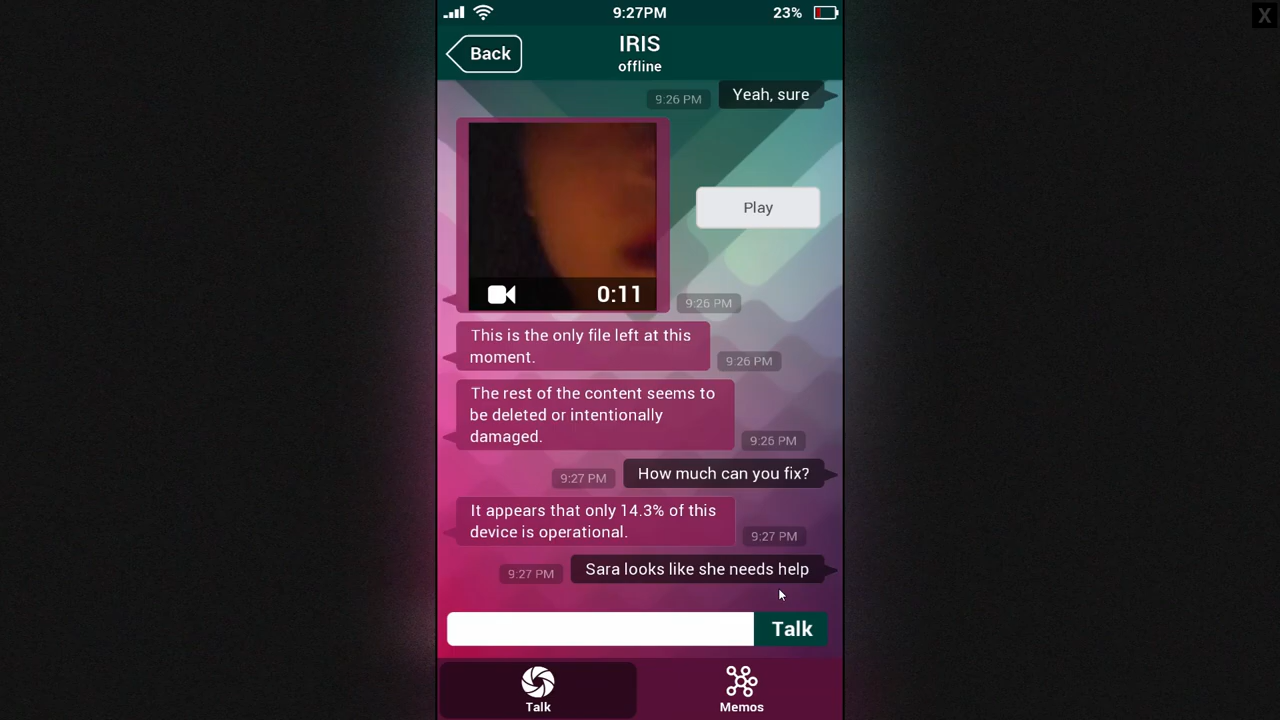 9:27PM
23%
X
Back
IRIS
offline
9:26 PM
Yeah, sure
Play
0:11
9:26 PM
This is the only file left at this
moment.
9:26 PM
The rest of the content seems to
be deleted or intentionally
damaged.
9:26 PM
9:27 PM
How much can you fix?
It appears that only 14.3% of this
device is operational.
9:27 PM
9:27 PM
Sara looks like she needs help
Talk
Talk
Memos